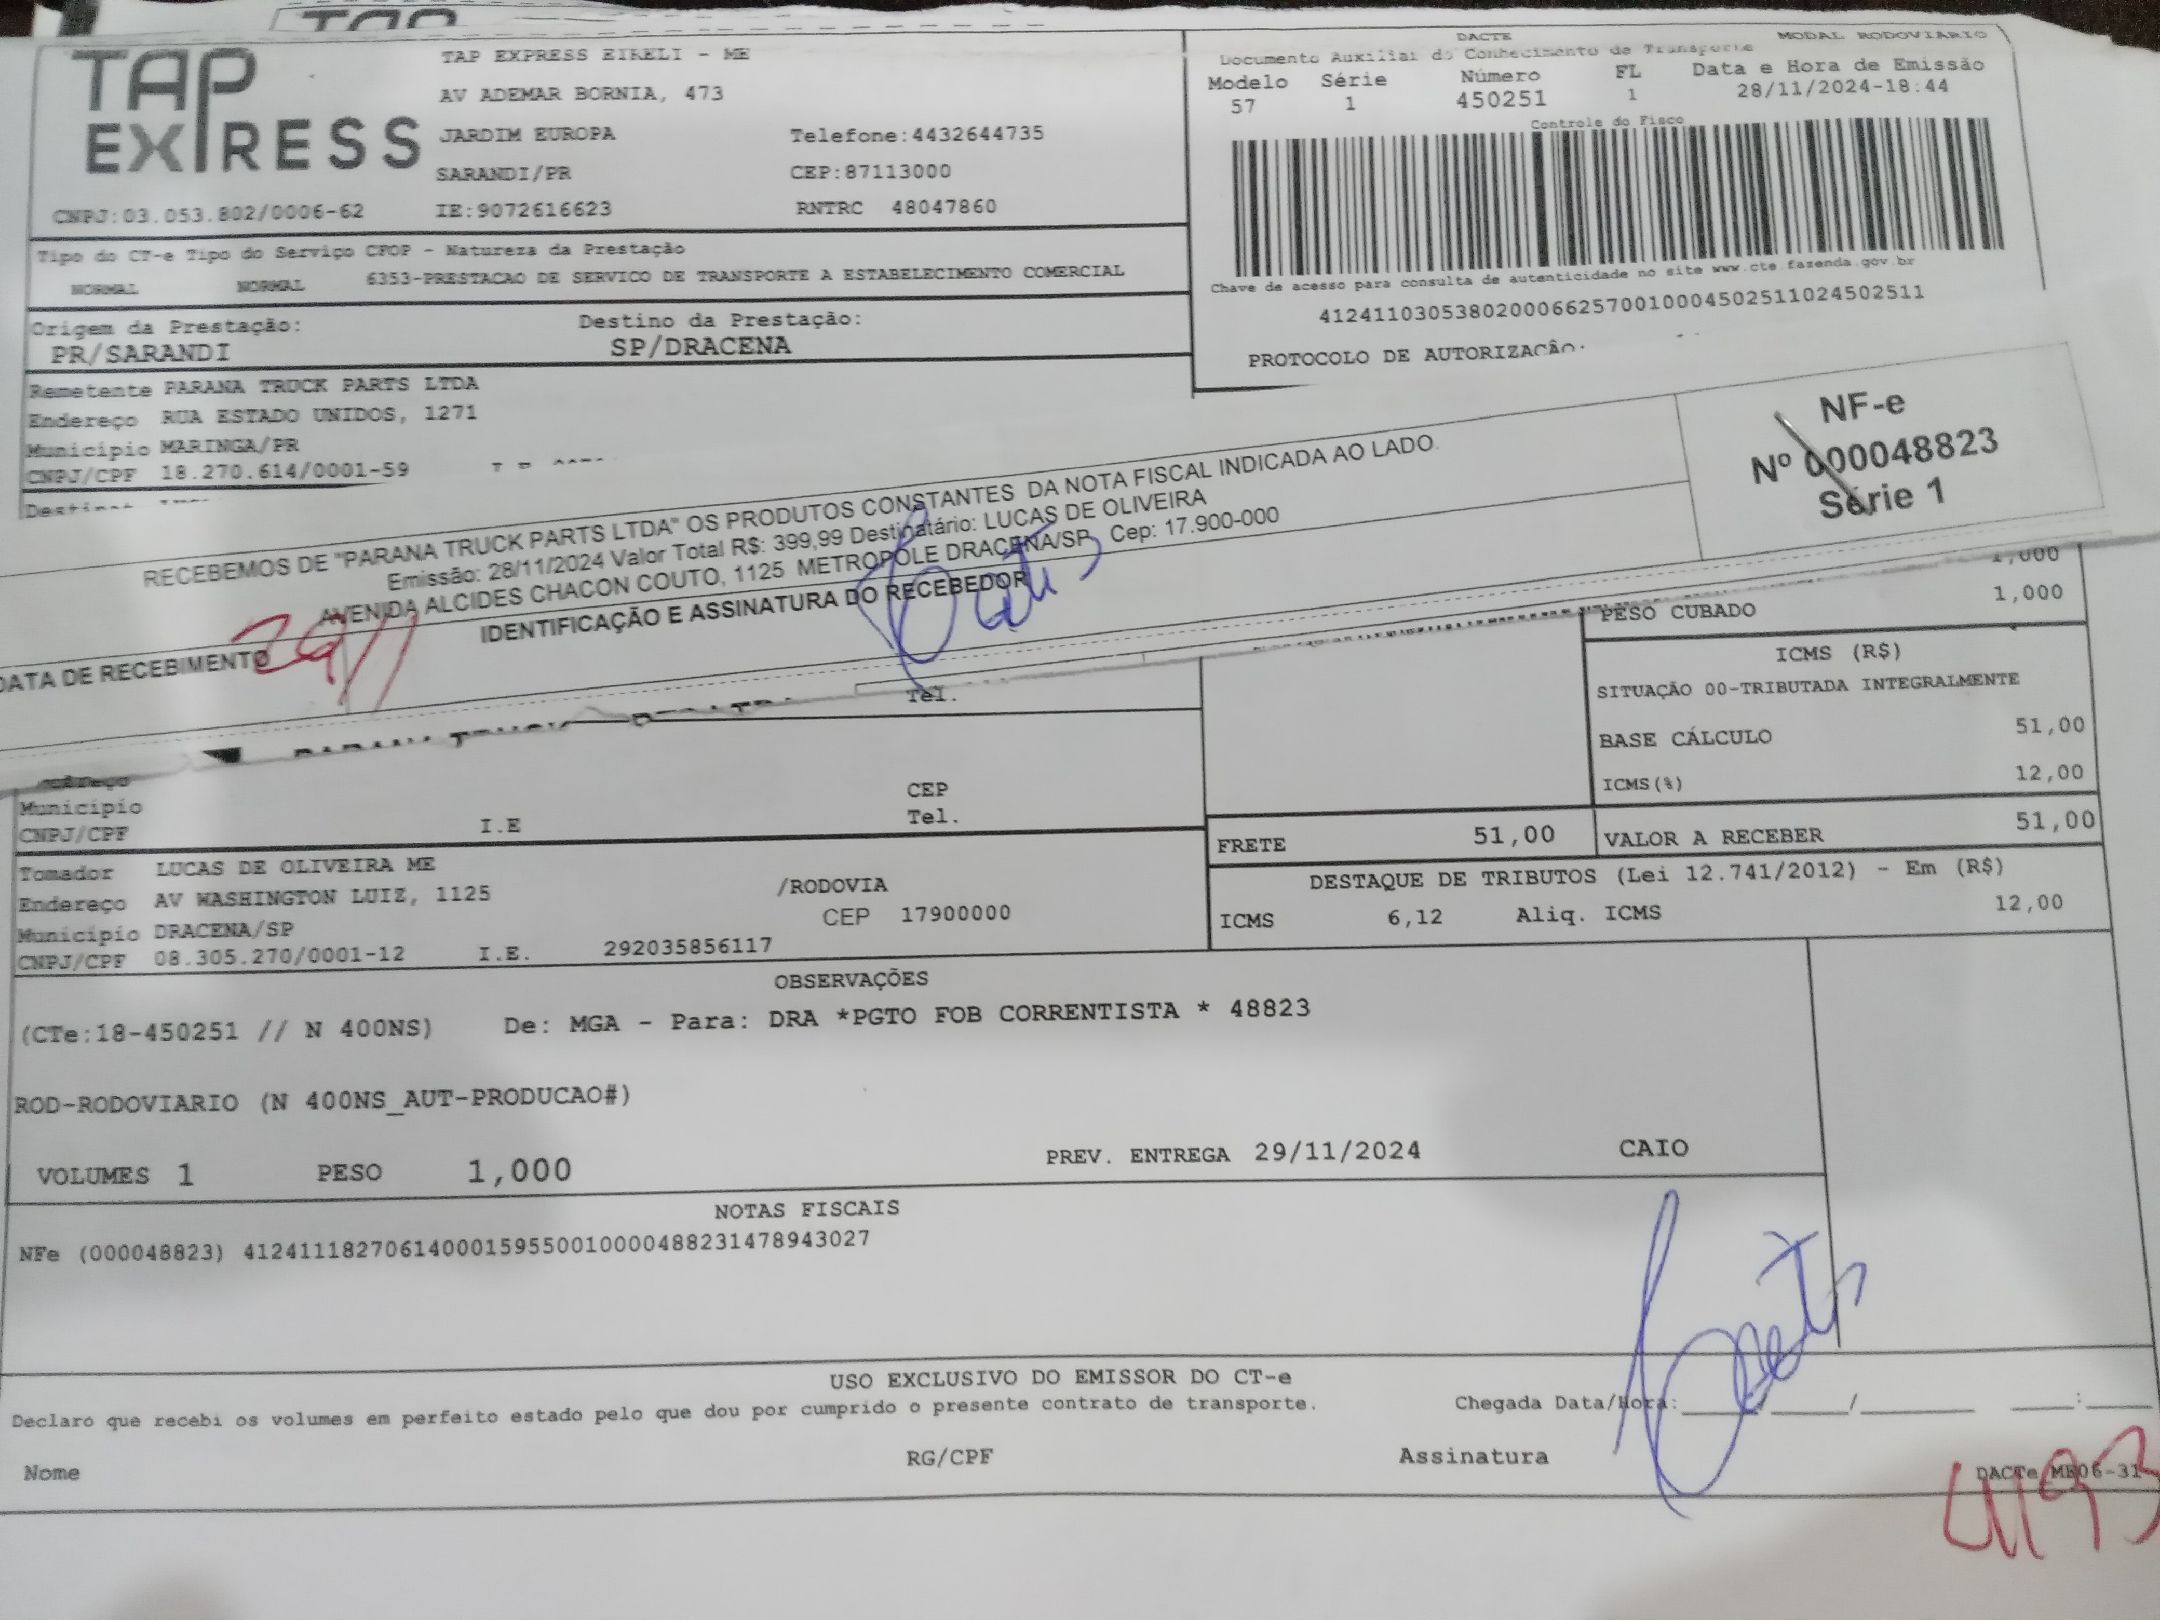 TAP EXPRESS
TAP EXPRESS EIRELI - ME
AV ADEMAR BORNIA, 473
JARDIM EUROPA Telefone:4432644735
SARANDI/PR CEP:87113000
CNPJ:03.053.802/0006-62 IE:9072616623 RNTRC 48047860
DACTE MODAL RODOVIARIO
Documento Auxiliar do Conhecimento de Transporte
Modelo Série Número FL Data e Hora de Emissão
57 1 450251 1 28/11/2024-18:44
Controle do Fisco
Chave de acesso para consulta de autenticidade no site www.cte.fazenda.gov.br
41241103053802000662570010004502511024502511
PROTOCOLO DE AUTORIZAÇÃO:
Tipo do CT-e Tipo do Serviço CFOP - Natureza da Prestação
NORMAL NORMAL 6353-PRESTACAO DE SERVICO DE TRANSPORTE A ESTABELECIMENTO COMERCIAL
Origem da Prestação: Destino da Prestação:
PR/SARANDI SP/DRACENA
Remetente PARANA TRUCK PARTS LTDA
Endereço RUA ESTADO UNIDOS, 1271
Município MARINGA/PR
CNPJ/CPF 18.270.614/0001-59
RECEBEMOS DE "PARANA TRUCK PARTS LTDA" OS PRODUTOS CONSTANTES DA NOTA FISCAL INDICADA AO LADO.
Emissão: 28/11/2024 Valor Total R$: 399,99 Destinatário: LUCAS DE OLIVEIRA
AVENIDA ALCIDES CHACON COUTO, 1125 METROPOLE DRACENA/SP Cep: 17.900-000
DATA DE RECEBIMENTO 29/11 IDENTIFICAÇÃO E ASSINATURA DO RECEBEDOR
NF-e
Nº 000048823
Série 1
1,000
PESO CUBADO 1,000
ICMS (R$)
SITUAÇÃO 00-TRIBUTADA INTEGRALMENTE
BASE CÁLCULO 51,00
ICMS(%) 12,00
Tel.
Município CEP
CNPJ/CPF I.E Tel.
FRETE 51,00 VALOR A RECEBER 51,00
Tomador LUCAS DE OLIVEIRA ME
Endereço AV WASHINGTON LUIZ, 1125 /RODOVIA
Município DRACENA/SP CEP 17900000
CNPJ/CPF 08.305.270/0001-12 I.E. 292035856117
DESTAQUE DE TRIBUTOS (Lei 12.741/2012) - Em (R$)
ICMS 6,12 Aliq. ICMS 12,00
OBSERVAÇÕES
(CTe:18-450251 // N 400NS) De: MGA - Para: DRA *PGTO FOB CORRENTISTA * 48823
ROD-RODOVIARIO (N 400NS_AUT-PRODUCAO#)
VOLUMES 1 PESO 1,000 PREV. ENTREGA 29/11/2024 CAIO
NOTAS FISCAIS
NFe (000048823) 41241118270614000159550010000488231478943027
USO EXCLUSIVO DO EMISSOR DO CT-e
Declaro que recebi os volumes em perfeito estado pelo que dou por cumprido o presente contrato de transporte. Chegada Data/Hora:____/____/______ ___:____
Nome RG/CPF Assinatura DACTe ME06-31